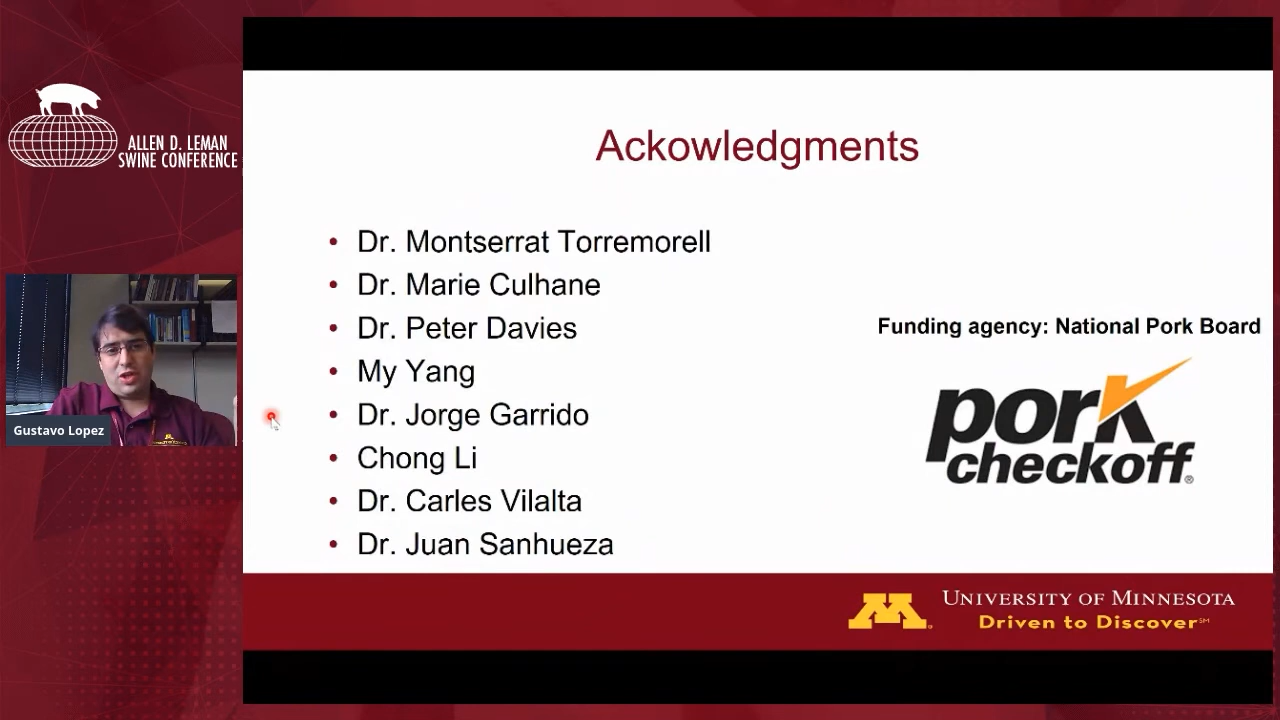 ALLEN D. LEMAN
SWINE CONFERENCE
Gustavo Lopez
Ackowledgments
• Dr. Montserrat Torremorell
• Dr. Marie Culhane
• Dr. Peter Davies
• My Yang
• Dr. Jorge Garrido
• Chong Li
• Dr. Carles Vilalta
• Dr. Juan Sanhueza
Funding agency: National Pork Board
pork
checkoff®
M
UNIVERSITY OF MINNESOTA
Driven to Discover℠